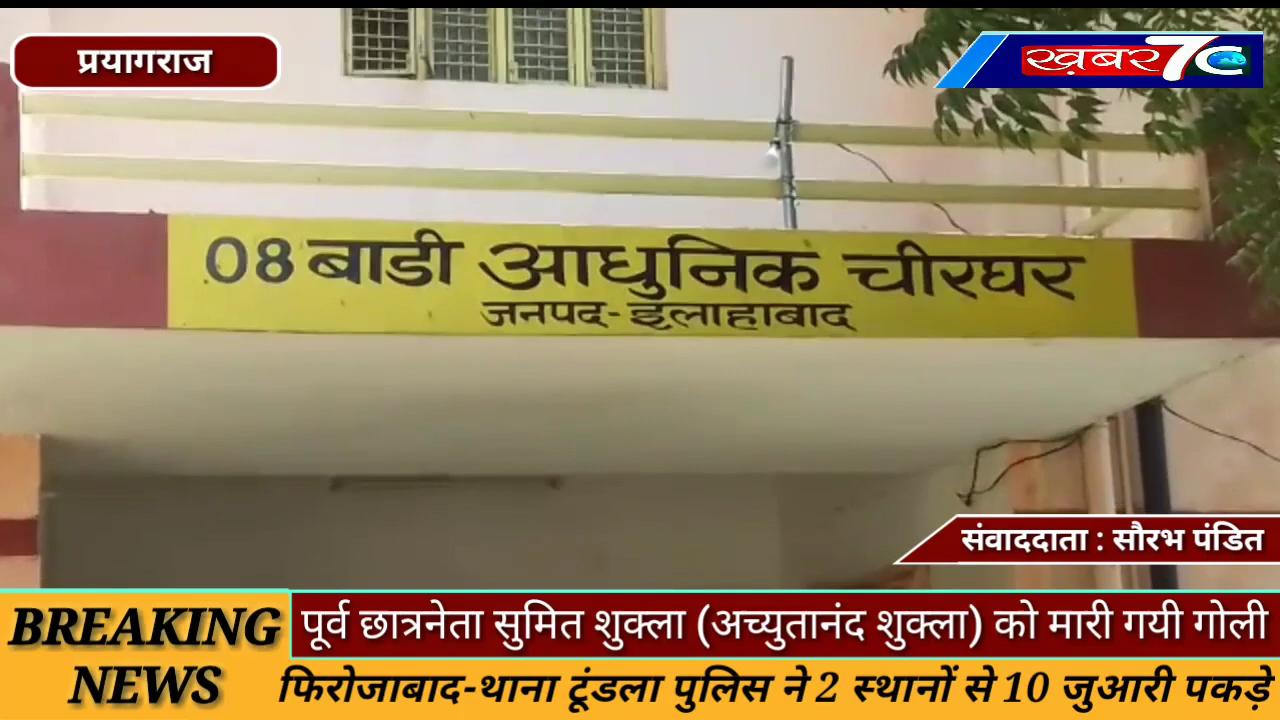 प्रयागराज
ख़बर 7C
08 बाडी आधुनिक चीरघर
जनपद-इलाहाबाद
संवाददाता : सौरभ पंडित
BREAKING NEWS
पूर्व छात्रनेता सुमित शुक्ला (अच्युतानंद शुक्ला) को मारी गयी गोली
फिरोजाबाद-थाना टूंडला पुलिस ने 2 स्थानों से 10 जुआरी पकड़े